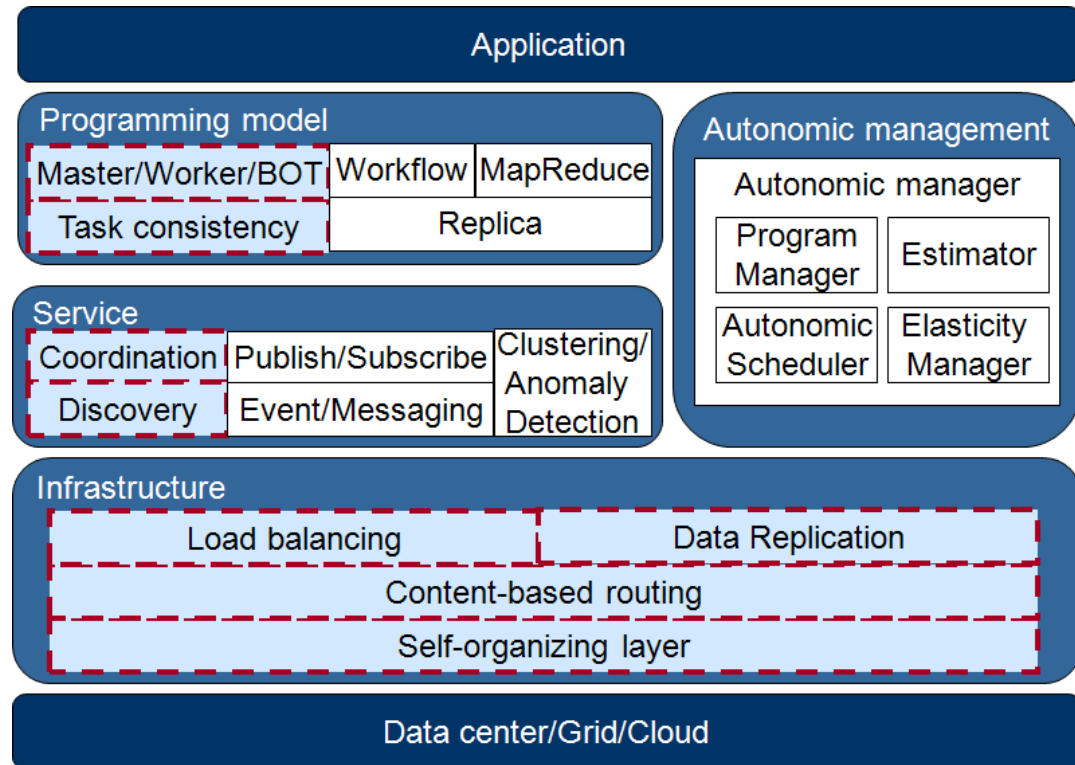 Application
Programming model
Master/Worker/BOT
Workflow
MapReduce
Task consistency
Replica
Autonomic management
Autonomic manager
Program
Manager
Estimator
Autonomic
Scheduler
Elasticity
Manager
Service
Coordination
Publish/Subscribe
Clustering/
Anomaly
Detection
Discovery
Event/Messaging
Infrastructure
Load balancing
Data Replication
Content-based routing
Self-organizing layer
Data center/Grid/Cloud